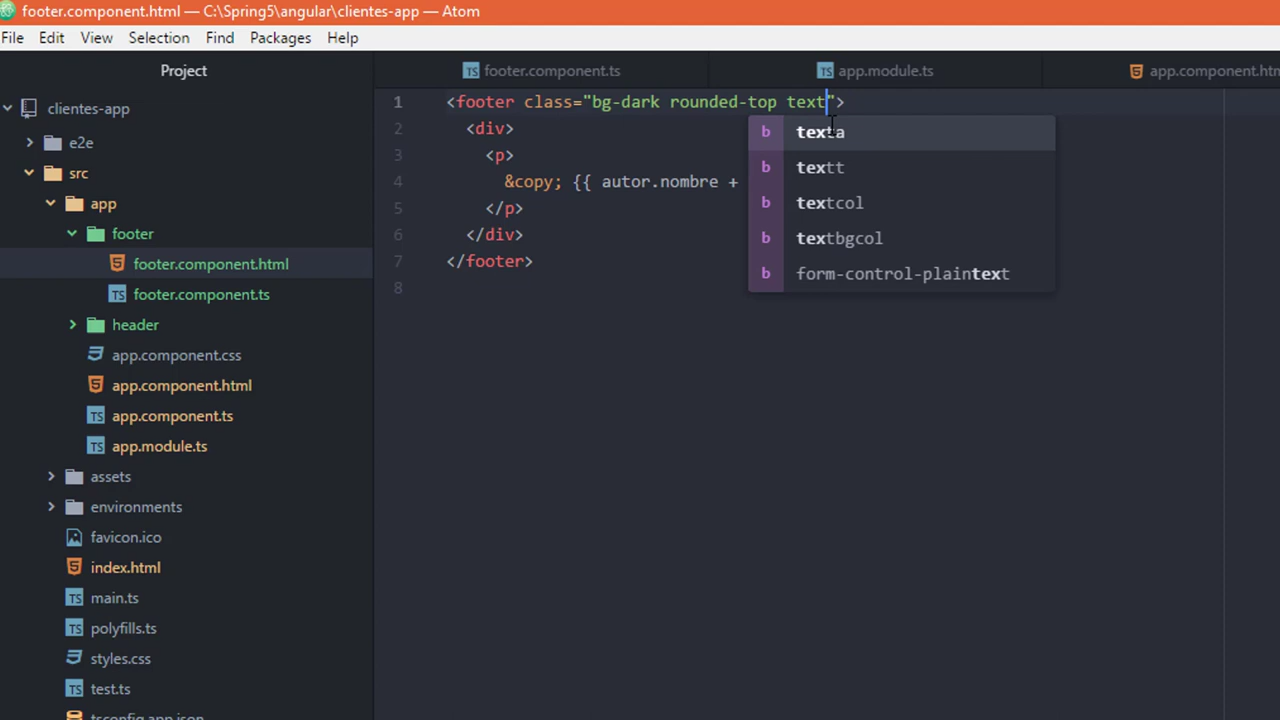 footer.component.html — C:\Spring5\angular\clientes-app — Atom
File Edit View Selection Find Packages Help
Project
footer.component.ts
app.module.ts
app.component.htm
clientes-app
e2e
src
app
footer
footer.component.html
footer.component.ts
header
app.component.css
app.component.html
app.component.ts
app.module.ts
assets
environments
favicon.ico
index.html
main.ts
polyfills.ts
styles.css
test.ts
tsconfig.app.json
1 <footer class="bg-dark rounded-top text">
2 <div>
3 <p>
4 &copy; {{ autor.nombre +
5 </p>
6 </div>
7 </footer>
8
b texta
b textt
b textcol
b textbgcol
b form-control-plaintext